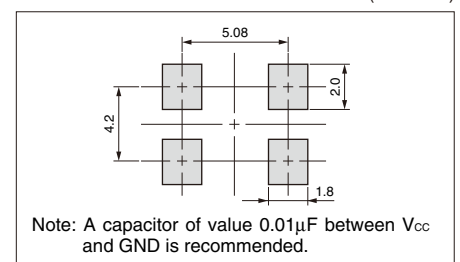 5.08
2.0
4.2
1.8
Note: A capacitor of value 0.01μF between Vcc
and GND is recommended.